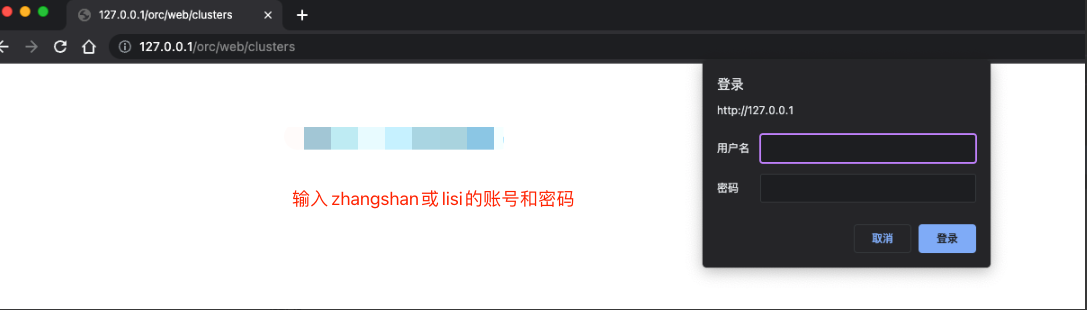 127.0.0.1/orc/web/clusters
127.0.0.1/orc/web/clusters
登录
http://127.0.0.1
用户名
输入 zhangshan或lisi的账号和密码
密码
取消
登录